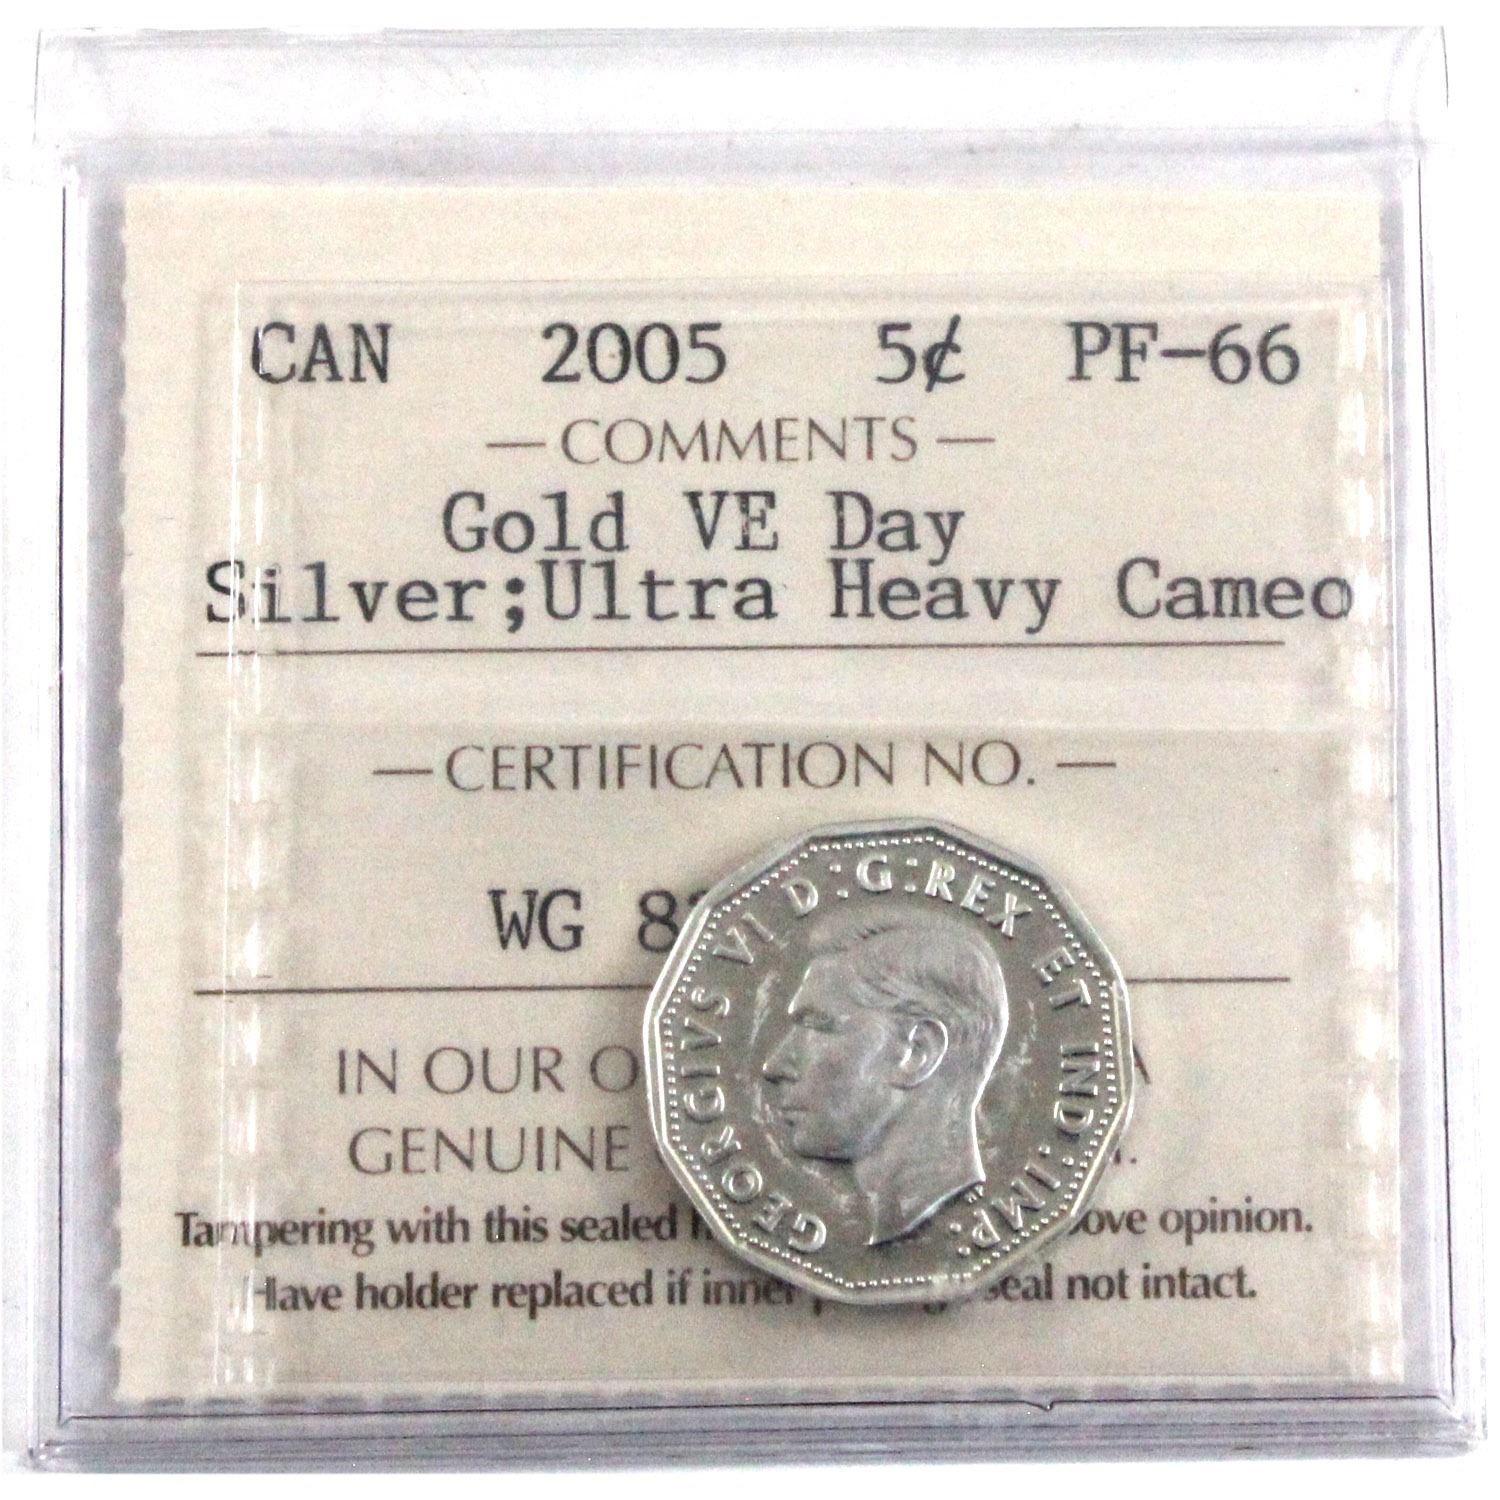 CAN 2005 5¢ PF-66
— COMMENTS —
Gold VE Day
Silver;Ultra Heavy Cameo
— CERTIFICATION NO. —
WG
IN OUR
GENUINE
Tampering with this sealed opinion.
Have holder replaced if inner seal not intact.
GEORGIVS VI D:G:REX ET IND:IMP:
HP